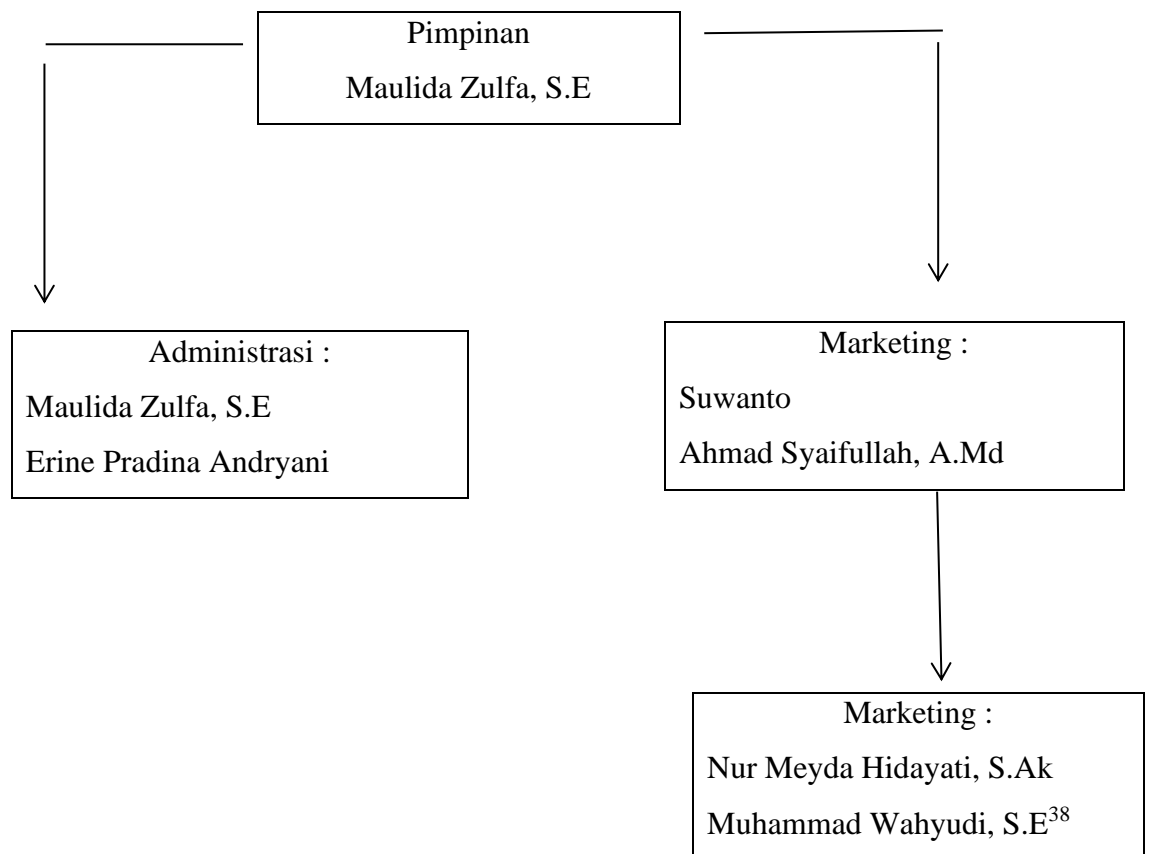 Pimpinan
Maulida Zulfa, S.E
Administrasi :
Maulida Zulfa, S.E
Erine Pradina Andryani
Marketing :
Suwanto
Ahmad Syaifullah, A.Md
Marketing :
Nur Meyda Hidayati, S.Ak
Muhammad Wahyudi, S.E³⁸